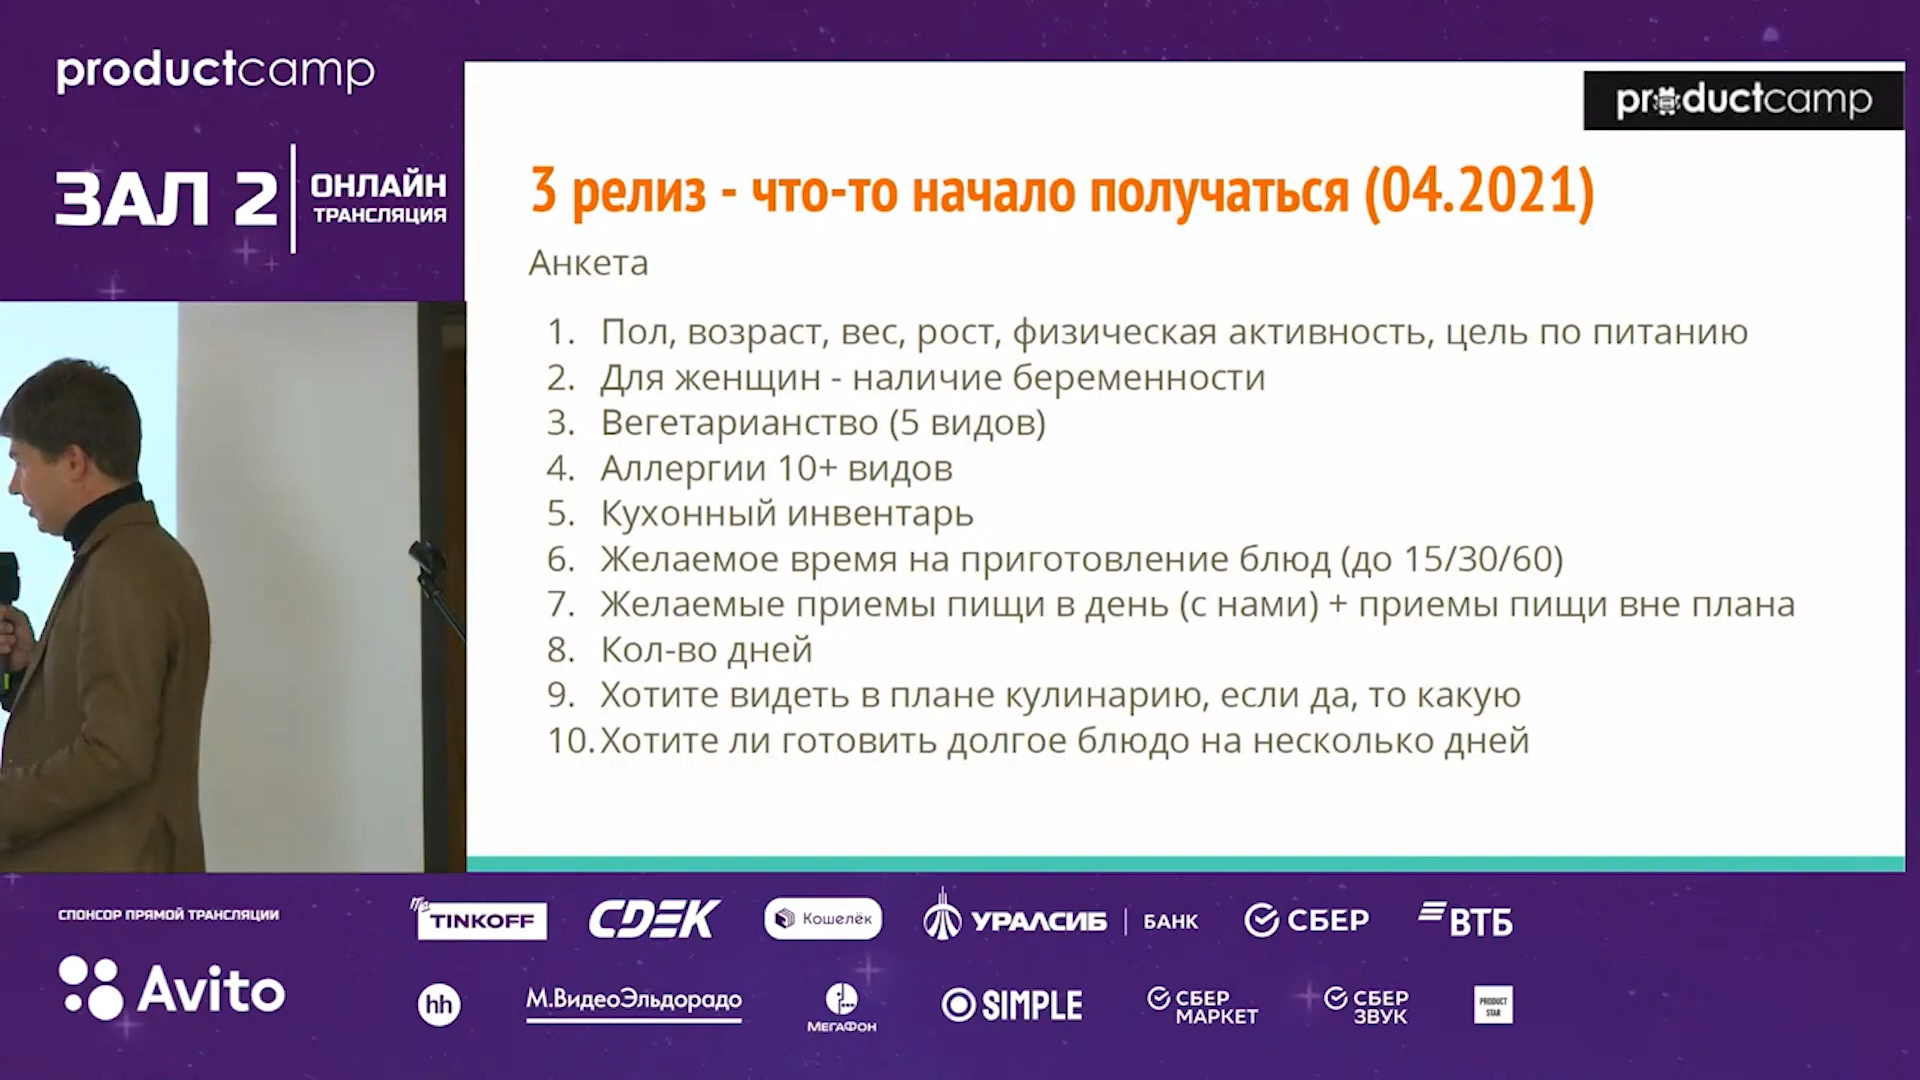 productcamp
ЗАЛ 2
ОНЛАЙН
ТРАНСЛЯЦИЯ
productcamp
3 релиз - что-то начало получаться (04.2021)
Анкета
1. Пол, возраст, вес, рост, физическая активность, цель по питанию
2. Для женщин - наличие беременности
3. Вегетарианство (5 видов)
4. Аллергии 10+ видов
5. Кухонный инвентарь
6. Желаемое время на приготовление блюд (до 15/30/60)
7. Желаемые приемы пищи в день (с нами) + приемы пищи вне плана
8. Кол-во дней
9. Хотите видеть в плане кулинарию, если да, то какую
10. Хотите ли готовить долгое блюдо на несколько дней
СПОНСОР ПРЯМОЙ ТРАНСЛЯЦИИ
Avito
TINKOFF
CDEK
Кошелёк
УРАЛСИБ | БАНК
СБЕР
ВТБ
hh
М.ВидеоЭльдорадо
МЕГАФОН
SIMPLE
СБЕР
МАРКЕТ
СБЕР
ЗВУК
PRODUCT
STAR